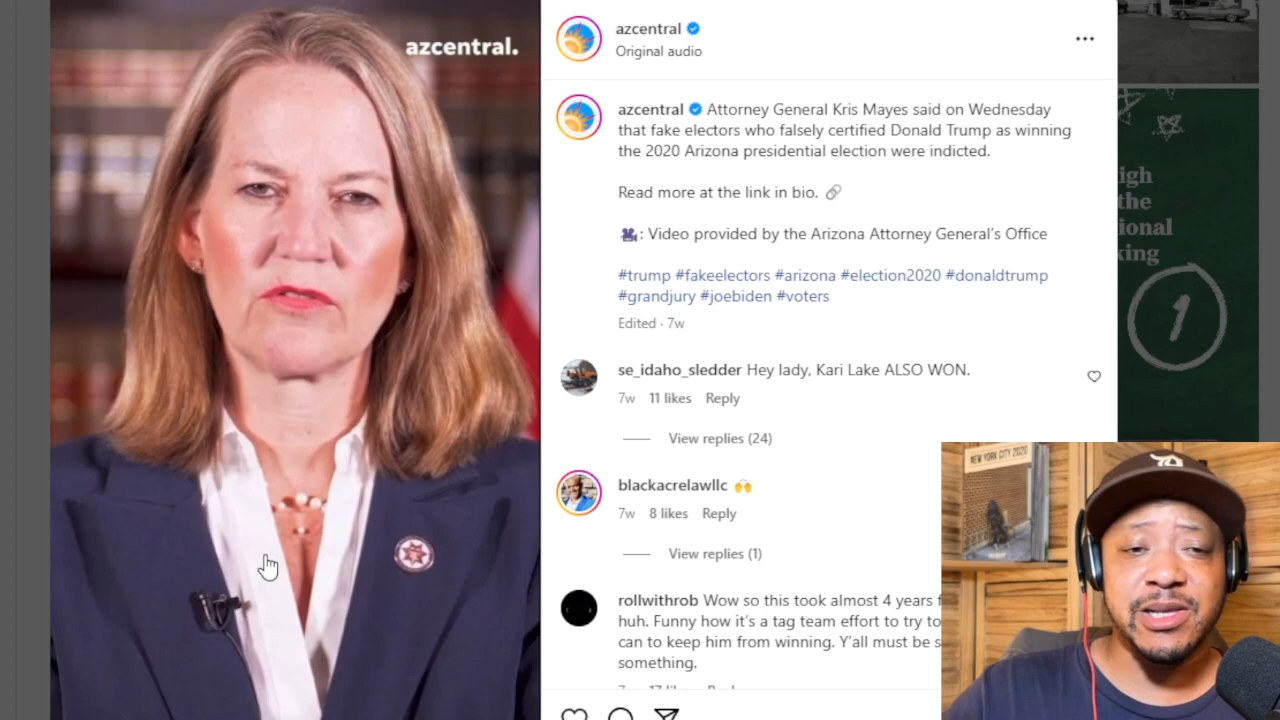 azcentral.
azcentral
Original audio
azcentral Attorney General Kris Mayes said on Wednesday
that fake electors who falsely certified Donald Trump as winning
the 2020 Arizona presidential election were indicted.
Read more at the link in bio. 🔗
🎥: Video provided by the Arizona Attorney General's Office
#trump #fakeelectors #arizona #election2020 #donaldtrump
#grandjury #joebiden #voters
Edited · 7w
se_idaho_sledder Hey lady, Kari Lake ALSO WON.
7w 11 likes Reply
View replies (24)
blackacrelawllc 🙌
7w 8 likes Reply
View replies (1)
rollwithrob Wow so this took almost 4 years
huh. Funny how it's a tag team effort to try to
can to keep him from winning. Y'all must be
something.
the
1
NEW YORK CITY 2020